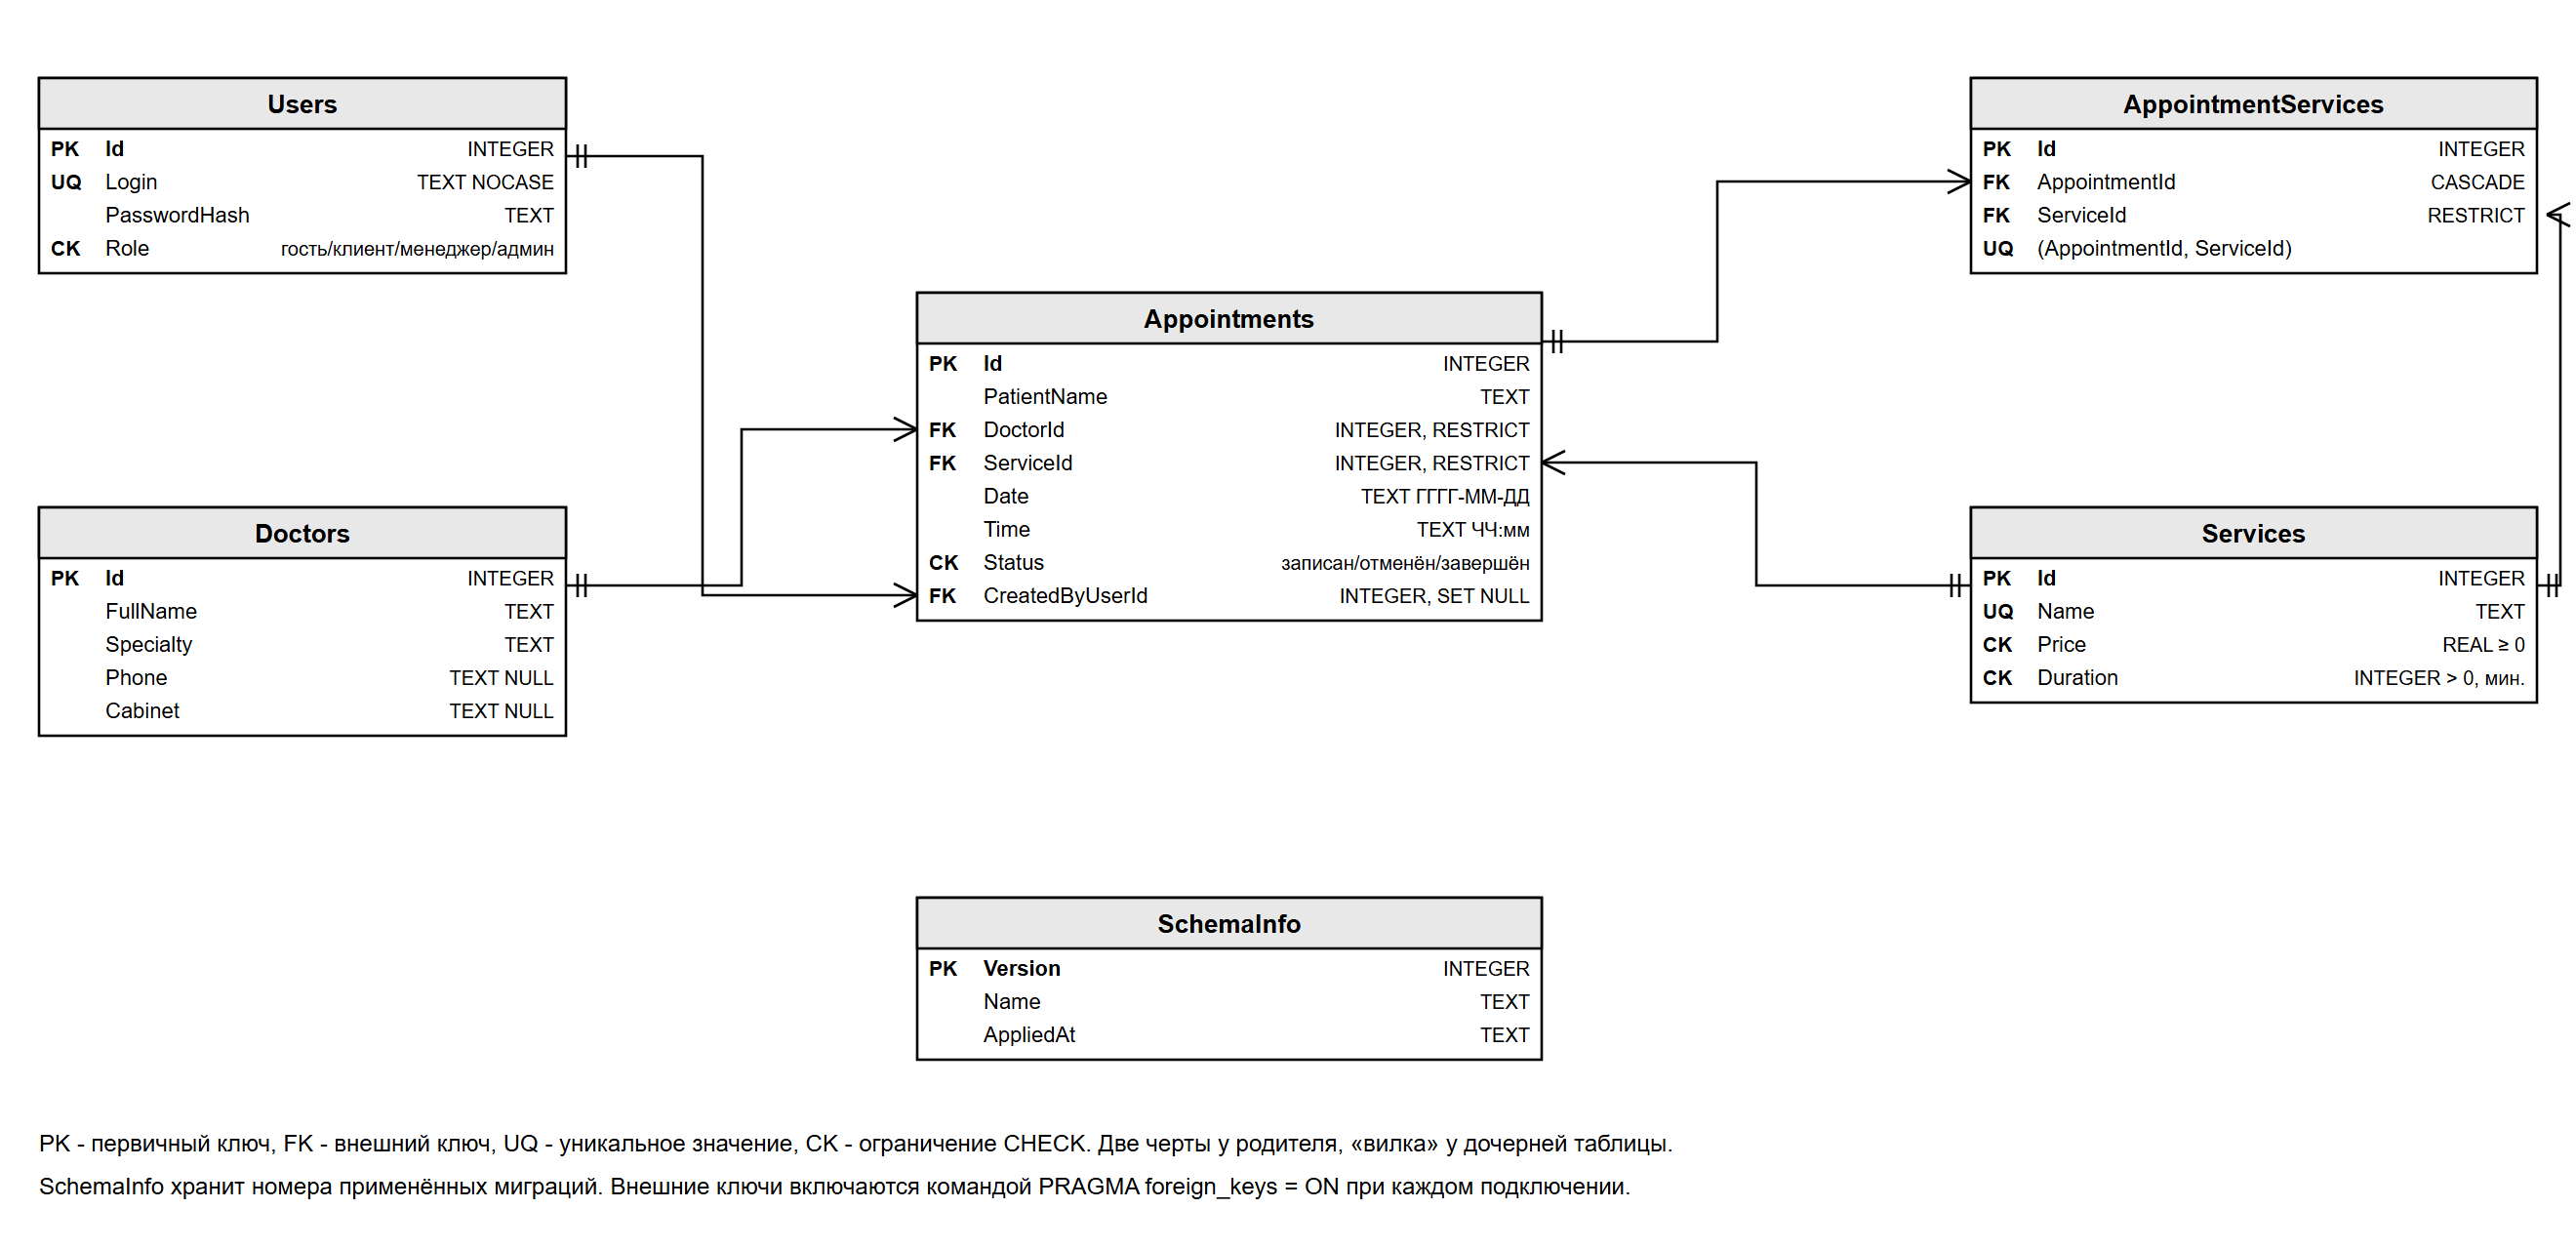 Users
PK Id INTEGER
UQ Login TEXT NOCASE
PasswordHash TEXT
CK Role гость/клиент/менеджер/админ
Doctors
PK Id INTEGER
FullName TEXT
Specialty TEXT
Phone TEXT NULL
Cabinet TEXT NULL
Appointments
PK Id INTEGER
PatientName TEXT
FK DoctorId INTEGER, RESTRICT
FK ServiceId INTEGER, RESTRICT
Date TEXT ГГГГ-ММ-ДД
Time TEXT ЧЧ:мм
CK Status записан/отменён/завершён
FK CreatedByUserId INTEGER, SET NULL
AppointmentServices
PK Id INTEGER
FK AppointmentId CASCADE
FK ServiceId RESTRICT
UQ (AppointmentId, ServiceId)
Services
PK Id INTEGER
UQ Name TEXT
CK Price REAL ≥ 0
CK Duration INTEGER > 0, мин.
SchemaInfo
PK Version INTEGER
Name TEXT
AppliedAt TEXT
PK - первичный ключ, FK - внешний ключ, UQ - уникальное значение, CK - ограничение CHECK. Две черты у родителя, «вилка» у дочерней таблицы.
SchemaInfo хранит номера применённых миграций. Внешние ключи включаются командой PRAGMA foreign_keys = ON при каждом подключении.